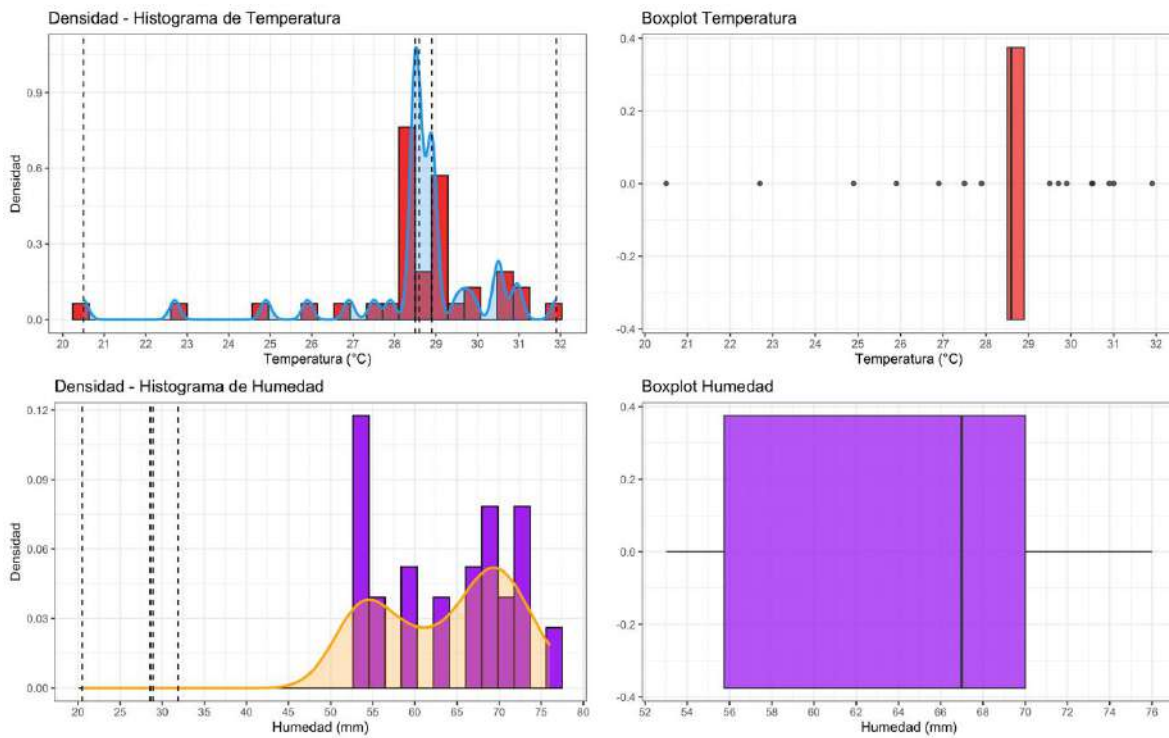 Densidad - Histograma de Temperatura
0.9
0.6
0.3
0.0
Densidad
20 21 22 23 24 25 26 27 28 29 30 31 32
Temperatura (°C)
Boxplot Temperatura
0.4
0.2
0.0
-0.2
-0.4
20 21 22 23 24 25 26 27 28 29 30 31 32
Temperatura (°C)
Densidad - Histograma de Humedad
0.12
0.09
0.06
0.03
0.00
Densidad
20 25 30 35 40 45 50 55 60 65 70 75 80
Humedad (mm)
Boxplot Humedad
0.4
0.2
0.0
-0.2
-0.4
52 54 56 58 60 62 64 66 68 70 72 74 76
Humedad (mm)